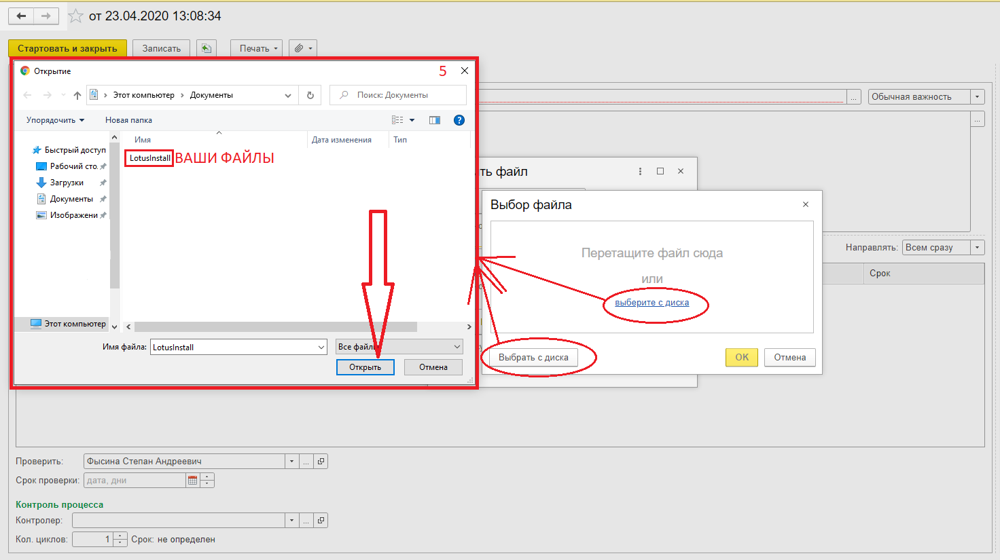 от 23.04.2020 13:08:34
Стартовать и закрыть
Записать
Печать
Открытие
5
Этот компьютер
Документы
Поиск: Документы
...
Обычная важность
Упорядочить
Новая папка
...
Имя
Дата изменения
Тип
Быстрый доступ
LotusInstall
ВАШИ ФАЙЛЫ
Рабочий сто.
Загрузки
Документы
Изображени
ть файл
Выбор файла
Перетащите файл сюда
или
выберите с диска
Направлять:
Всем сразу
Срок
Этот компьютер
Имя файла:
LotusInstall
Все файлы
Открыть
Отмена
Выбрать с диска
OK
Отмена
Проверить:
Фысина Степан Андреевич
...
Срок проверки:
дата, дни
Контроль процесса
Контролер:
...
Кол. циклов:
1
Срок: не определен